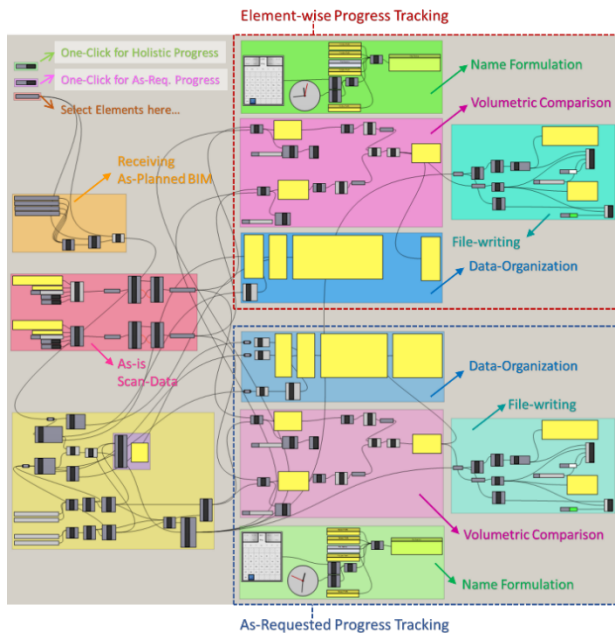 Element-wise Progress Tracking
One-Click for Holistic Progress
One-Click for As-Req. Progress
Select Elements here...
Name Formulation
Volumetric Comparison
Receiving
As-Planned BIM
File-writing
Data-Organization
As-is
Scan-Data
Data-Organization
File-writing
Volumetric Comparison
Name Formulation
As-Requested Progress Tracking